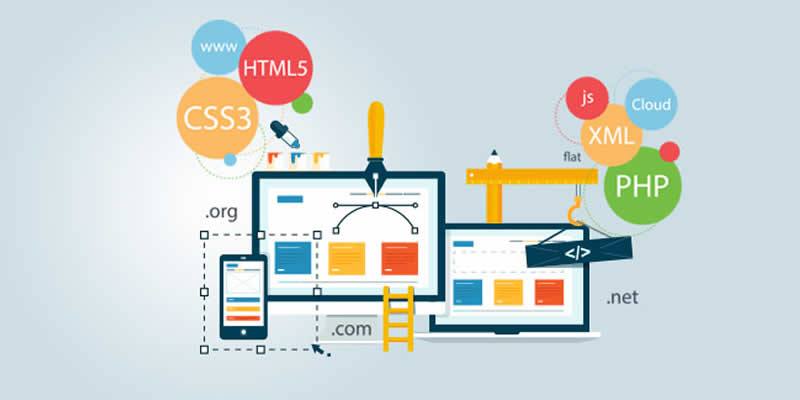 www
HTML5
CSS3
js
Cloud
XML
flat
PHP
.org
</>
.net
.com